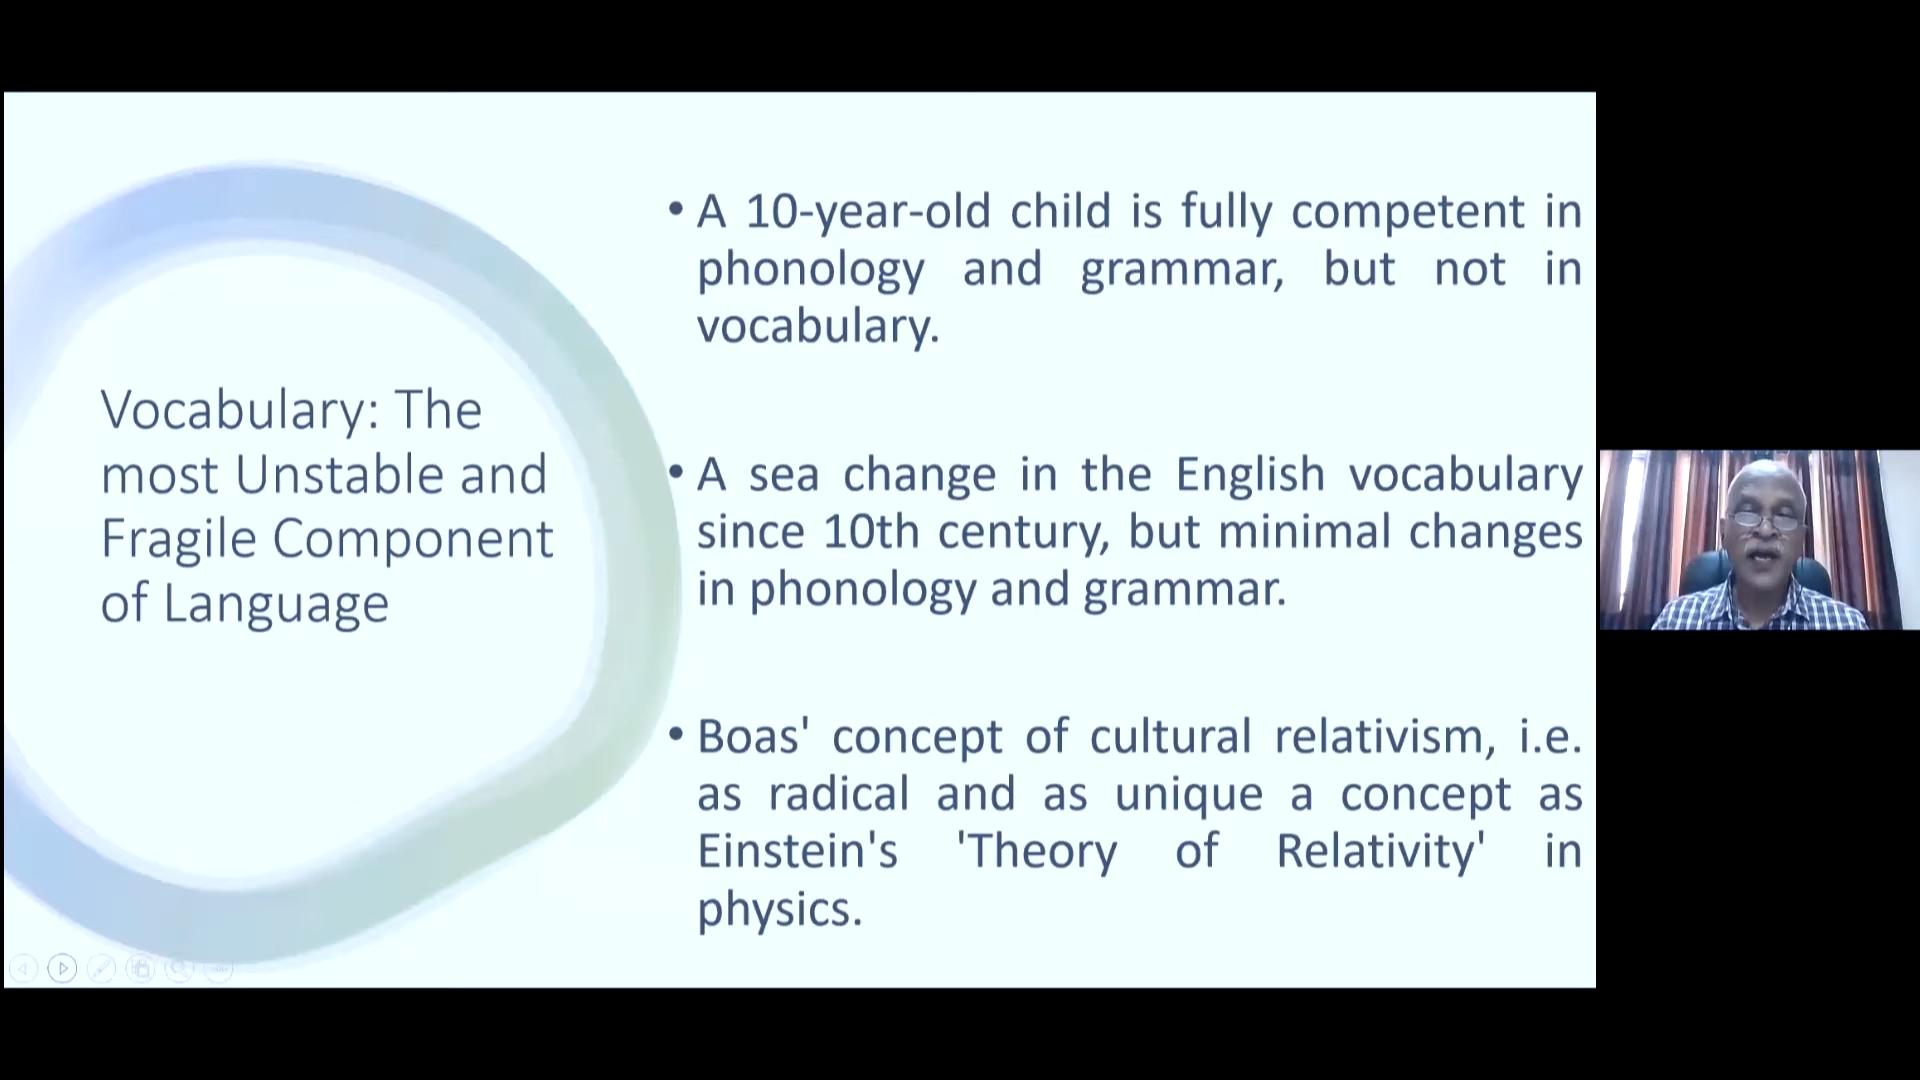 Vocabulary: The
most Unstable and
Fragile Component
of Language
• A 10-year-old child is fully competent in
phonology and grammar, but not in
vocabulary.
• A sea change in the English vocabulary
since 10th century, but minimal changes
in phonology and grammar.
• Boas' concept of cultural relativism, i.e.
as radical and as unique a concept as
Einstein's 'Theory of Relativity' in
physics.